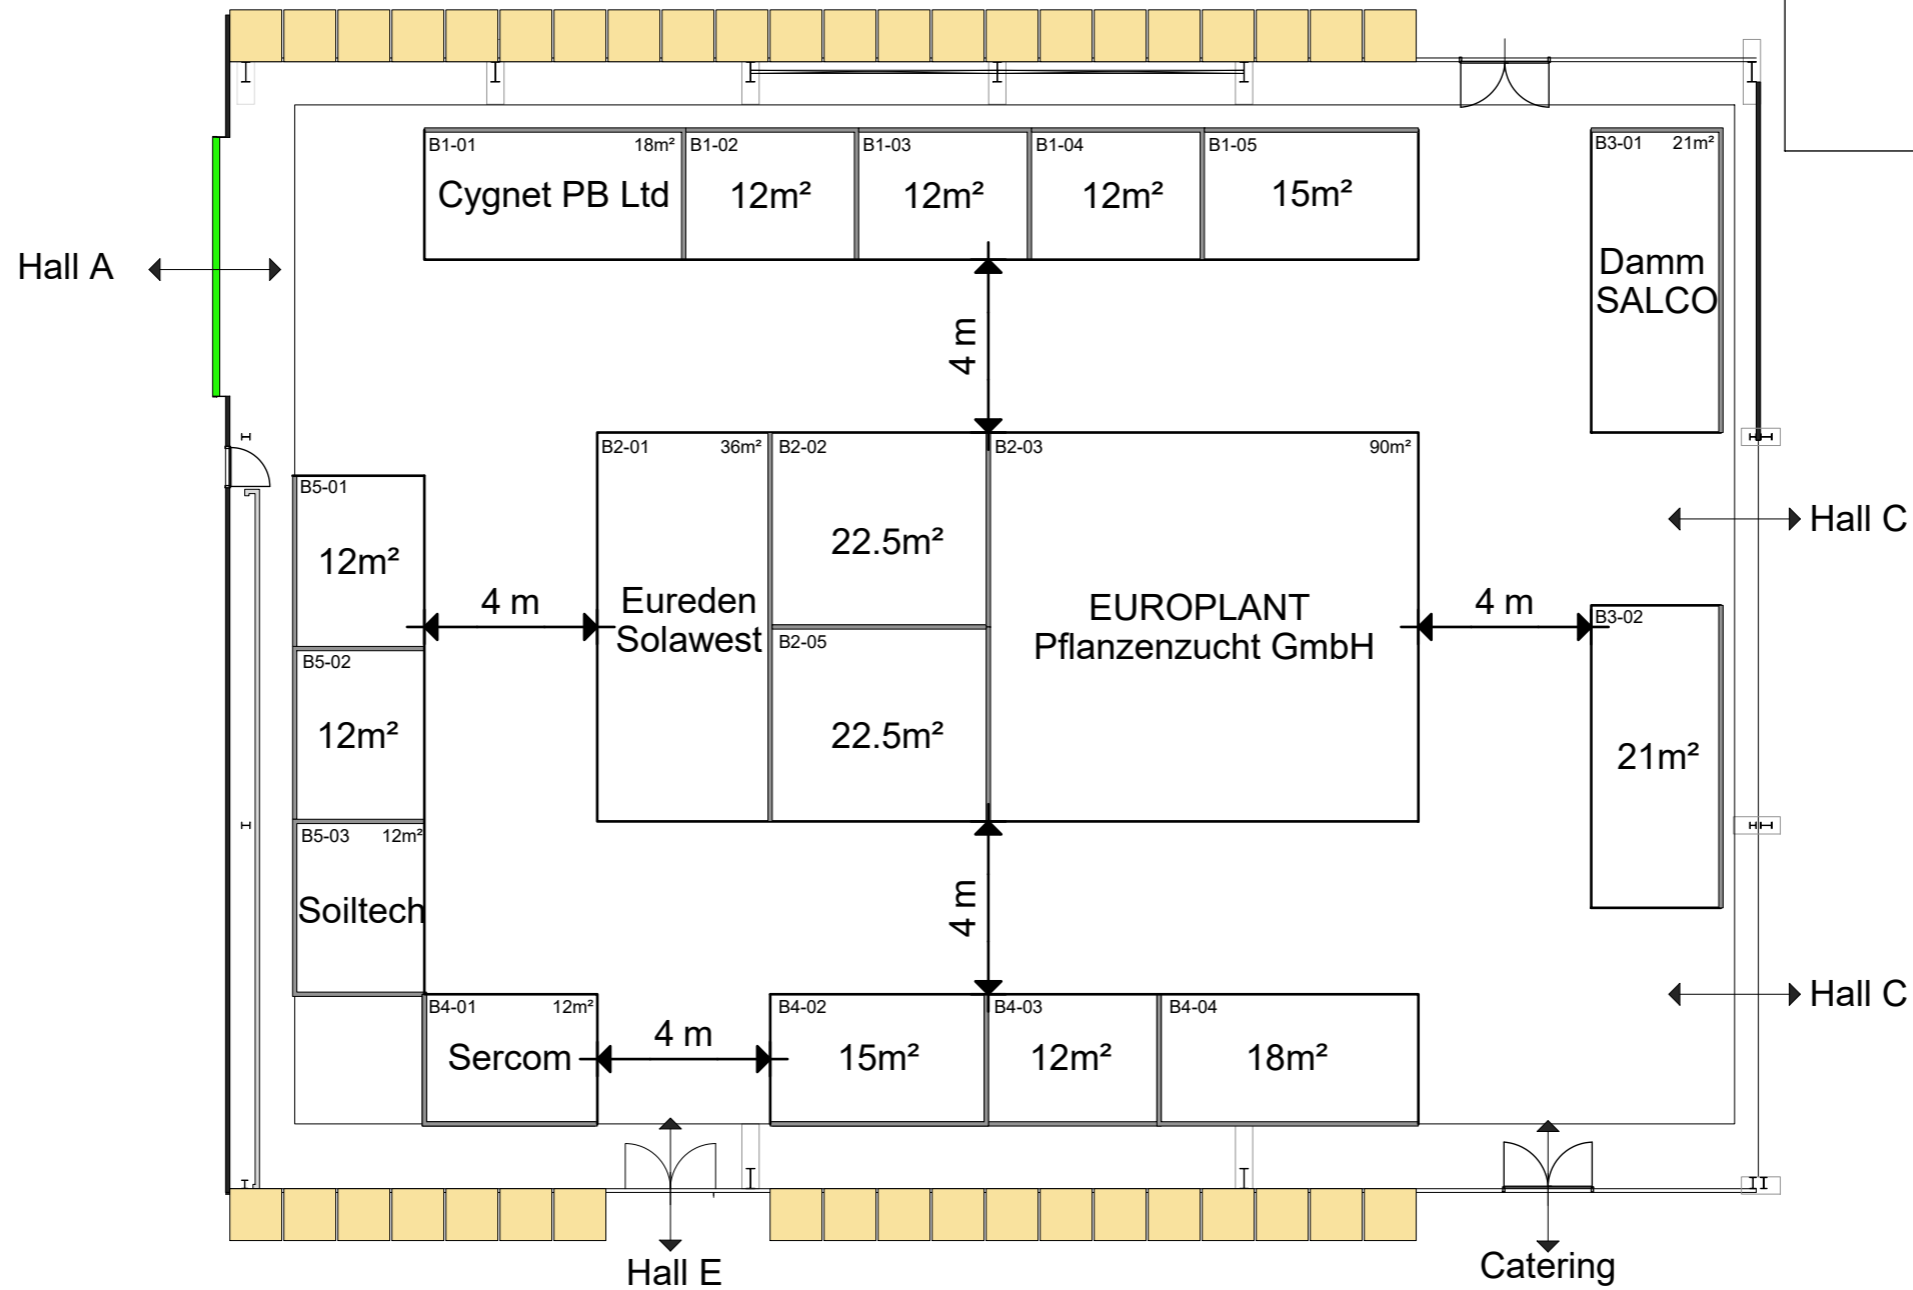 B1-01 18m²
Cygnet PB Ltd
B1-02
12m²
B1-03
12m²
B1-04
12m²
B1-05
15m²
B3-01 21m²
Damm
SALCO
Hall A
4 m
B2-01 36m²
Eureden
Solawest
B2-02
22.5m²
B2-03 90m²
EUROPLANT
Pflanzenzucht GmbH
B2-05
22.5m²
Hall C
B5-01
12m²
4 m
4 m
B3-02
21m²
B5-02
12m²
B5-03 12m²
Soiltech
4 m
Hall C
B4-01 12m²
Sercom
4 m
B4-02
15m²
B4-03
12m²
B4-04
18m²
Hall E
Catering